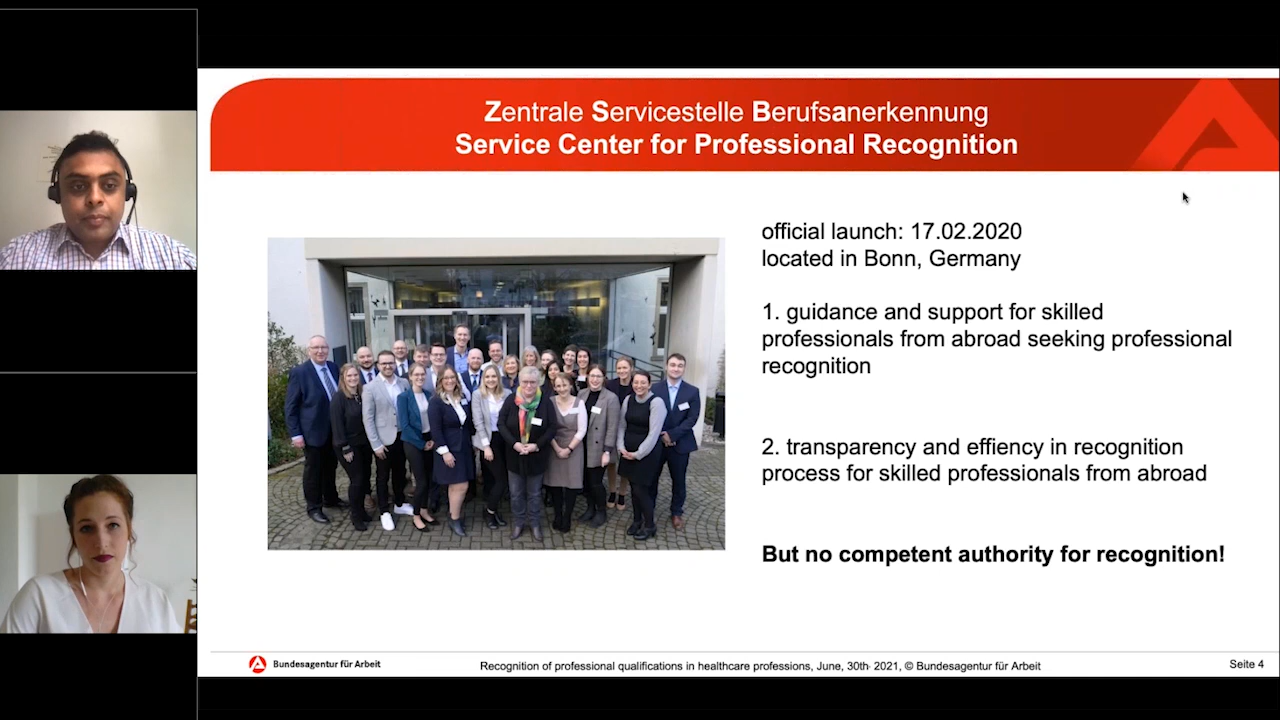 Zentrale Servicestelle Berufsanerkennung
Service Center for Professional Recognition
official launch: 17.02.2020
located in Bonn, Germany
1. guidance and support for skilled
professionals from abroad seeking professional
recognition
2. transparency and effiency in recognition
process for skilled professionals from abroad
But no competent authority for recognition!
Bundesagentur für Arbeit
Recognition of professional qualifications in healthcare professions, June, 30th. 2021, © Bundesagentur für Arbeit
Seite 4